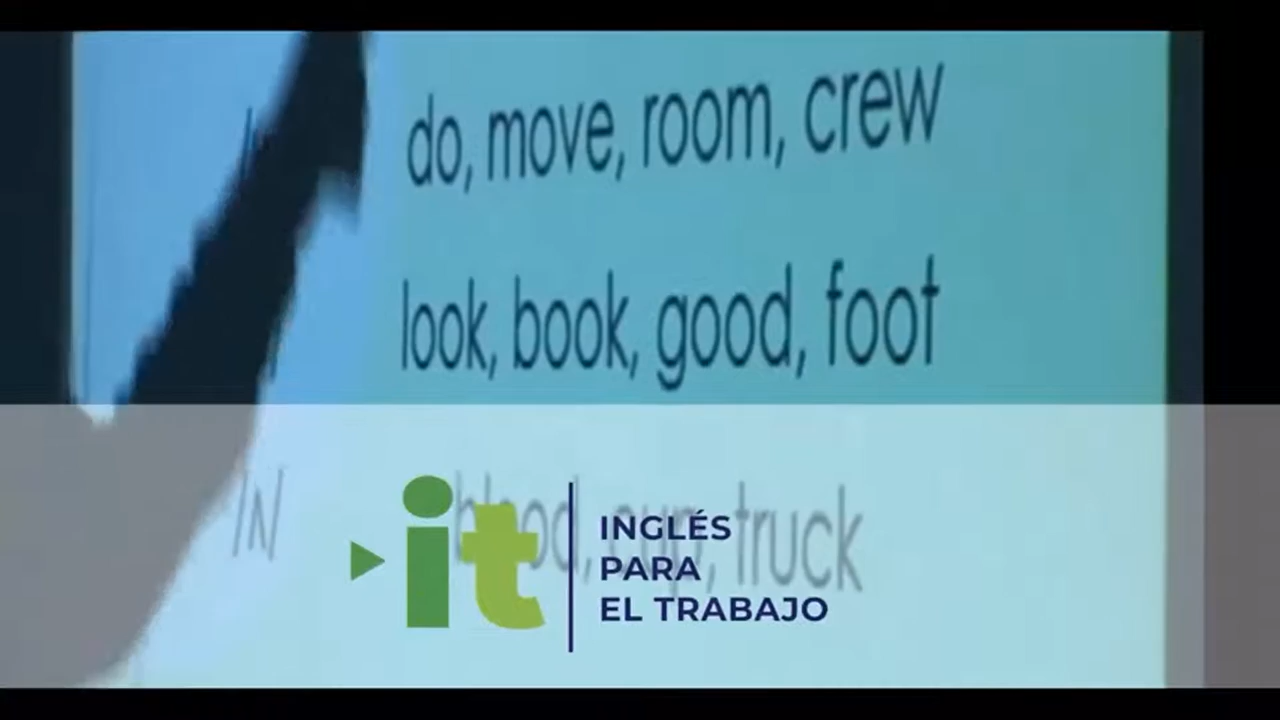 do, move, room, crew
look, book, good, foot
blood, cup, truck
it
INGLÉS
PARA
EL TRABAJO